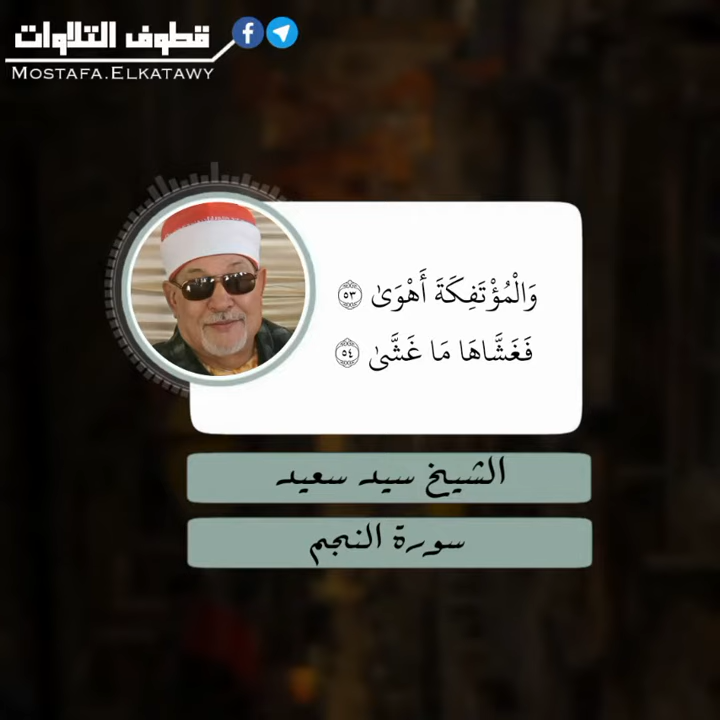 قطوف التلاوات
MOSTAFA.ELKATAWY
وَالْمُؤْتَفِكَةَ أَهْوَىٰ ٥٣
فَغَشَّاهَا مَا غَشَّىٰ ٥٤
الشيخ سيد سعيد
سورة النجم